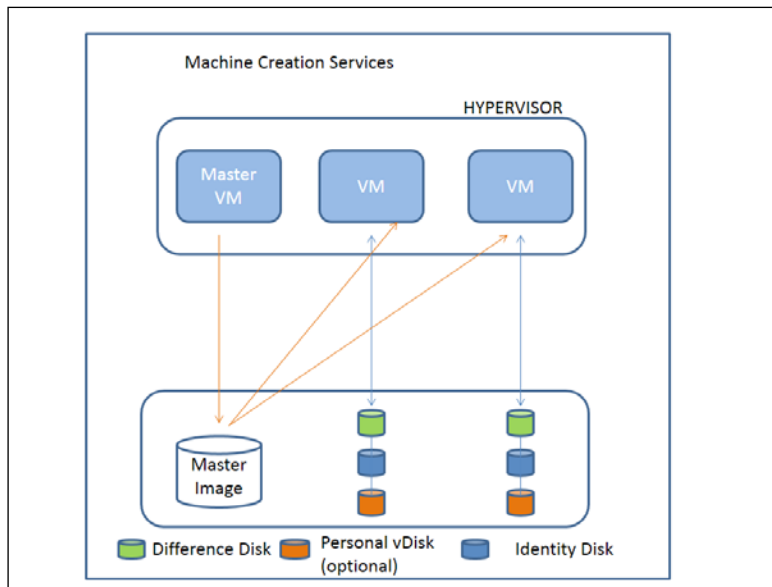 Machine Creation Services
HYPERVISOR
Master
VM
VM
VM
Master
Image
Difference Disk
Personal vDisk
(optional)
Identity Disk